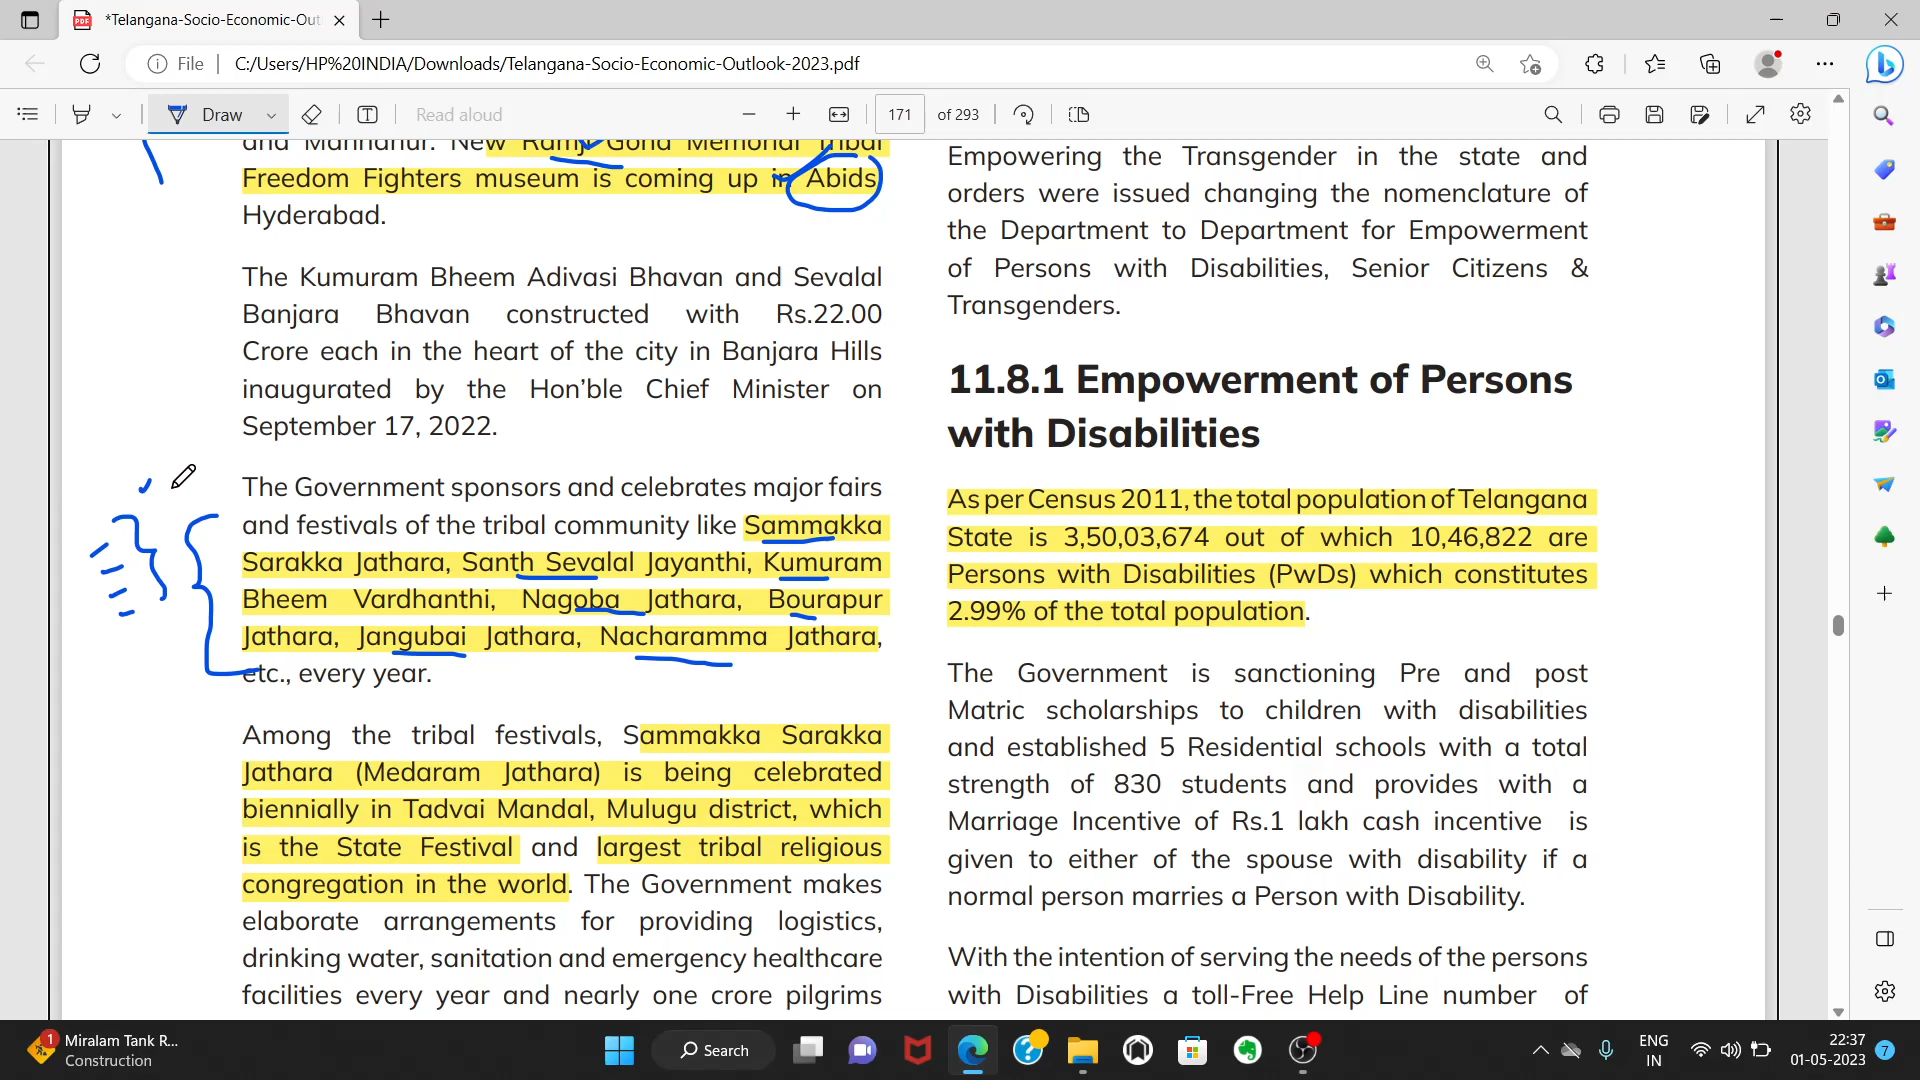 *Telangana-Socio-Economic-Out
File
C:/Users/HP%20INDIA/Downloads/Telangana-Socio-Economic-Outlook-2023.pdf
Draw
Read aloud
171
of 293
and Mannanur. New Ramji Gond Memorial Tribal
Freedom Fighters museum is coming up in Abids
Hyderabad.
The Kumuram Bheem Adivasi Bhavan and Sevalal
Banjara Bhavan constructed with Rs.22.00
Crore each in the heart of the city in Banjara Hills
inaugurated by the Hon'ble Chief Minister on
September 17, 2022.
The Government sponsors and celebrates major fairs
and festivals of the tribal community like Sammakka
Sarakka Jathara, Santh Sevalal Jayanthi, Kumuram
Bheem Vardhanthi, Nagoba Jathara, Bourapur
Jathara, Jangubai Jathara, Nacharamma Jathara,
etc., every year.
Among the tribal festivals, Sammakka Sarakka
Jathara (Medaram Jathara) is being celebrated
biennially in Tadvai Mandal, Mulugu district, which
is the State Festival and largest tribal religious
congregation in the world. The Government makes
elaborate arrangements for providing logistics,
drinking water, sanitation and emergency healthcare
facilities every year and nearly one crore pilgrims
Empowering the Transgender in the state and
orders were issued changing the nomenclature of
the Department to Department for Empowerment
of Persons with Disabilities, Senior Citizens &
Transgenders.
11.8.1 Empowerment of Persons
with Disabilities
As per Census 2011, the total population of Telangana
State is 3,50,03,674 out of which 10,46,822 are
Persons with Disabilities (PwDs) which constitutes
2.99% of the total population.
The Government is sanctioning Pre and post
Matric scholarships to children with disabilities
and established 5 Residential schools with a total
strength of 830 students and provides with a
Marriage Incentive of Rs.1 lakh cash incentive is
given to either of the spouse with disability if a
normal person marries a Person with Disability.
With the intention of serving the needs of the persons
with Disabilities a toll-Free Help Line number of
1
Miralam Tank R...
Construction
Search
ENG
IN
22:37
01-05-2023
7